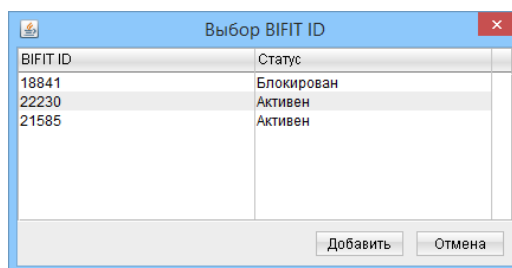 Выбор BIFIT ID
BIFIT ID Статус
18841 Блокирован
22230 Активен
21585 Активен
Добавить Отмена